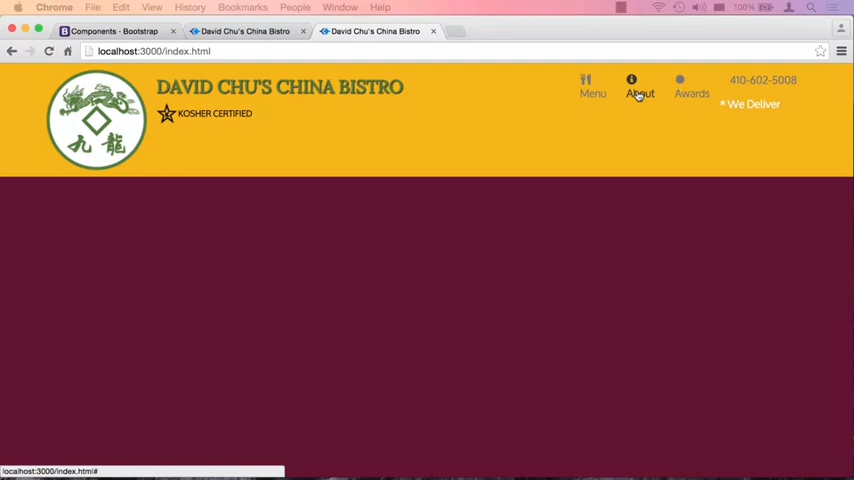 Chrome File Edit View History Bookmarks People Window Help 100%
Components · Bootstrap
David Chu's China Bistro
David Chu's China Bistro
localhost:3000/index.html
九龍
DAVID CHU'S CHINA BISTRO
KOSHER CERTIFIED
Menu About Awards 410-602-5008
* We Deliver
localhost:3000/index.html#